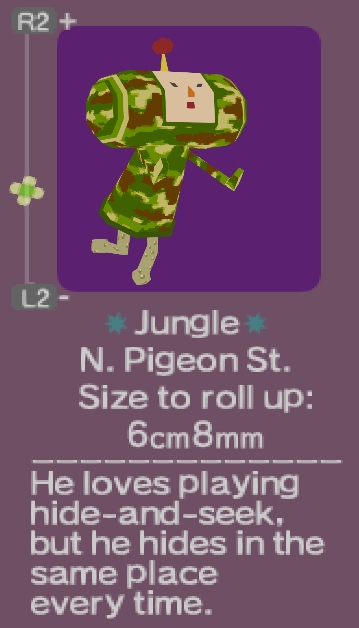 R2 +
L2 -
Jungle
N. Pigeon St.
Size to roll up:
6cm8mm
He loves playing
hide-and-seek,
but he hides in the
same place
every time.